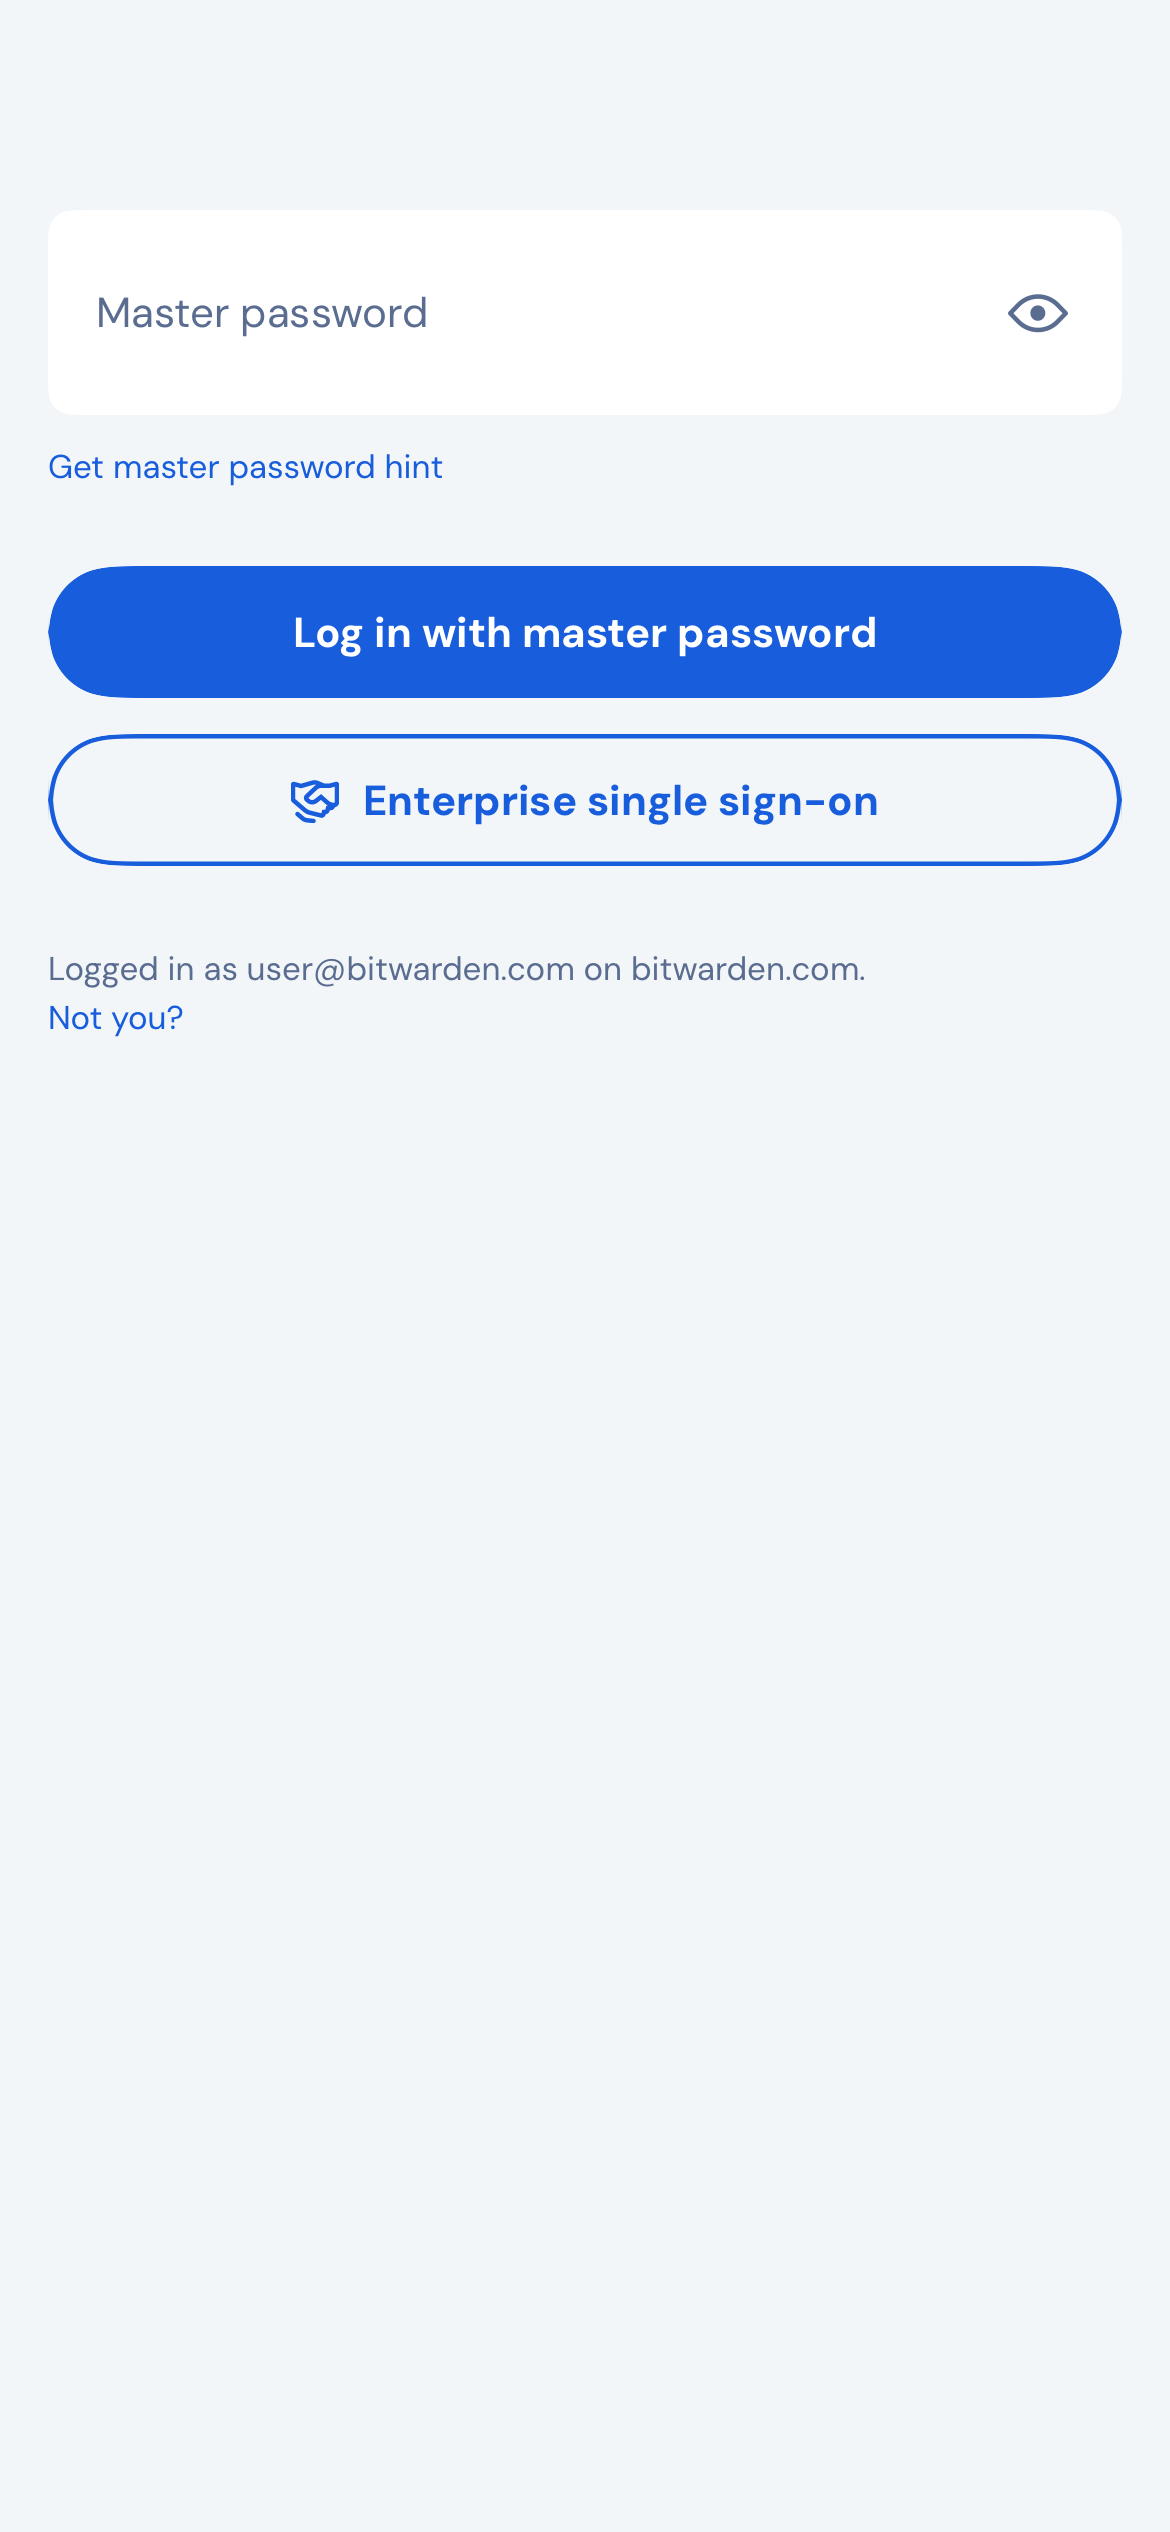 Master password
Get master password hint
Log in with master password
Enterprise single sign-on
Logged in as user@bitwarden.com on bitwarden.com.
Not you?